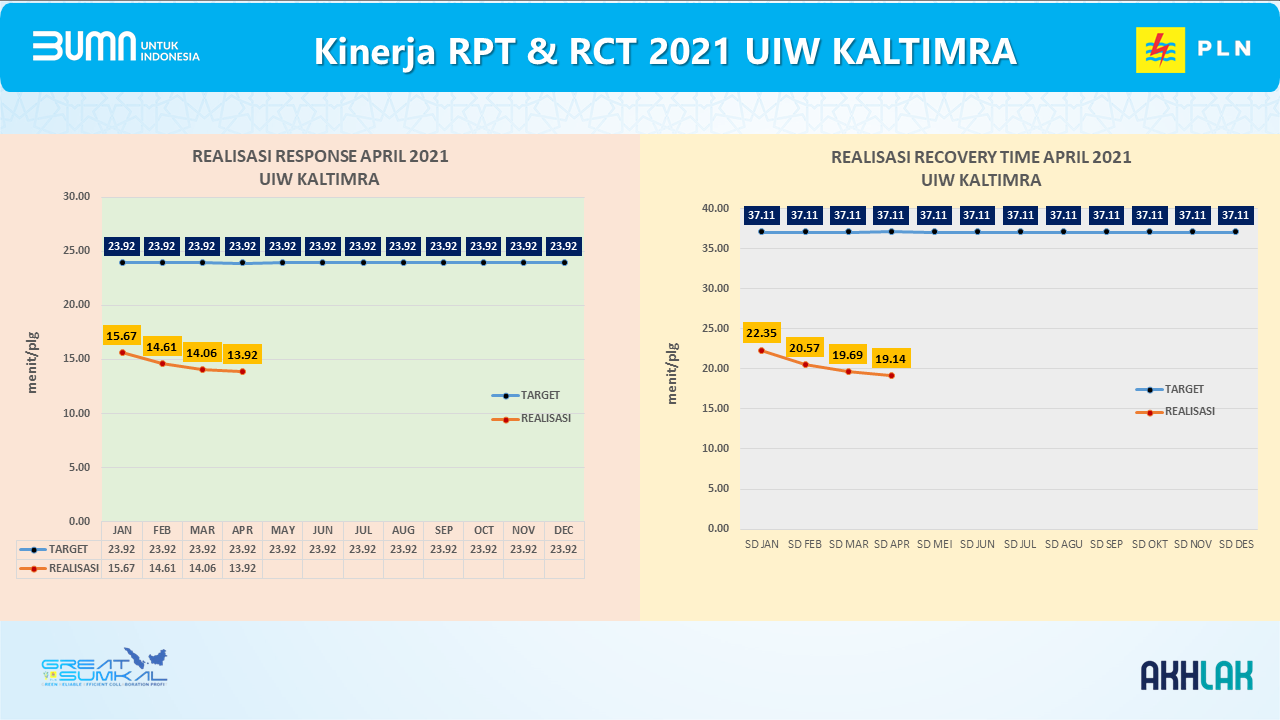 BUMN UNTUK
INDONESIA
Kinerja RPT & RCT 2021 UIW KALTIMRA
PLN
REALISASI RESPONSE APRIL 2021
UIW KALTIMRA
30.00
25.00
20.00
15.00
10.00
5.00
0.00
menit/plg
23.92 23.92 23.92 23.92 23.92 23.92 23.92 23.92 23.92 23.92 23.92 23.92
15.67 14.61 14.06 13.92
TARGET
REALISASI
JAN FEB MAR APR MAY JUN JUL AUG SEP OCT NOV DEC
TARGET 23.92 23.92 23.92 23.92 23.92 23.92 23.92 23.92 23.92 23.92 23.92 23.92
REALISASI 15.67 14.61 14.06 13.92
REALISASI RECOVERY TIME APRIL 2021
UIW KALTIMRA
40.00
35.00
30.00
25.00
20.00
15.00
10.00
5.00
0.00
menit/plg
37.11 37.11 37.11 37.11 37.11 37.11 37.11 37.11 37.11 37.11 37.11 37.11
22.35 20.57 19.69 19.14
TARGET
REALISASI
SD JAN SD FEB SD MAR SD APR SD MEI SD JUN SD JUL SD AGU SD SEP SD OKT SD NOV SD DES
GREAT
SUMKAL
AKHLAK